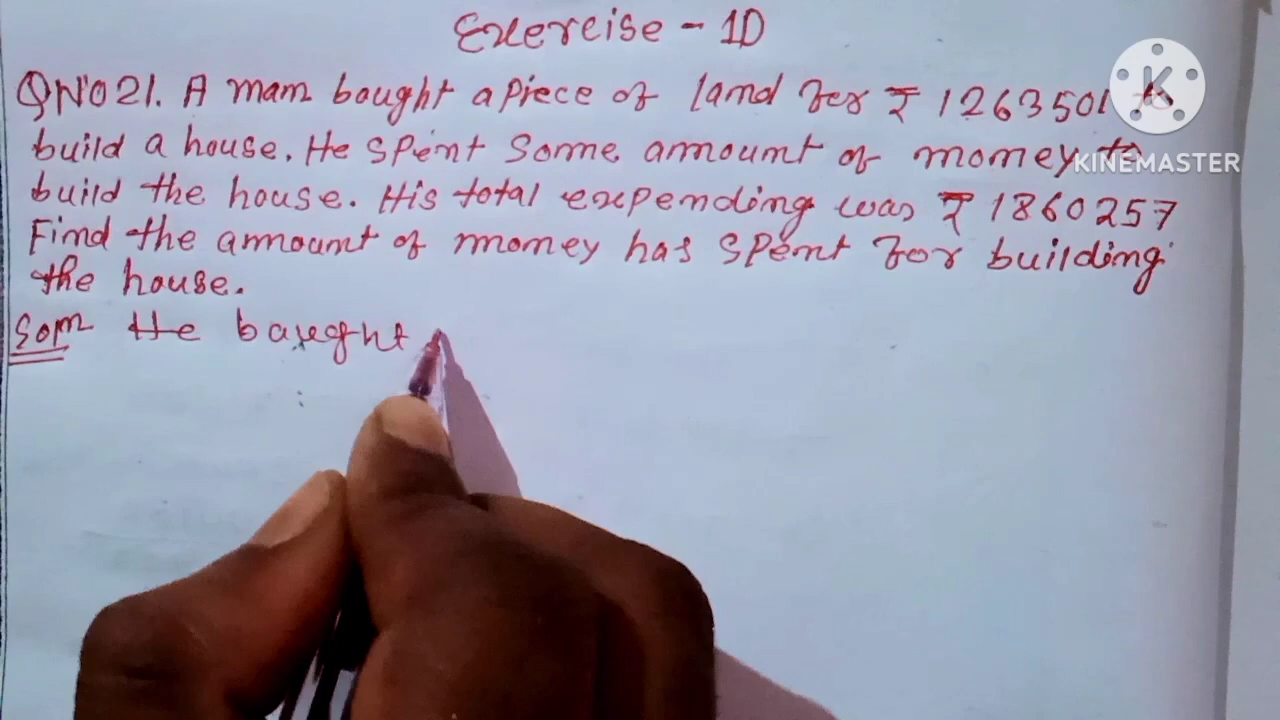 Exercise - 1D
QNO21. A man bought a piece of land for ₹ 1263501 to
build a house. He spent some amount of money to
build the house. His total expending was ₹ 1860257
Find the amount of money has spent for building
the house.
Soln He baught
K
KINEMASTER